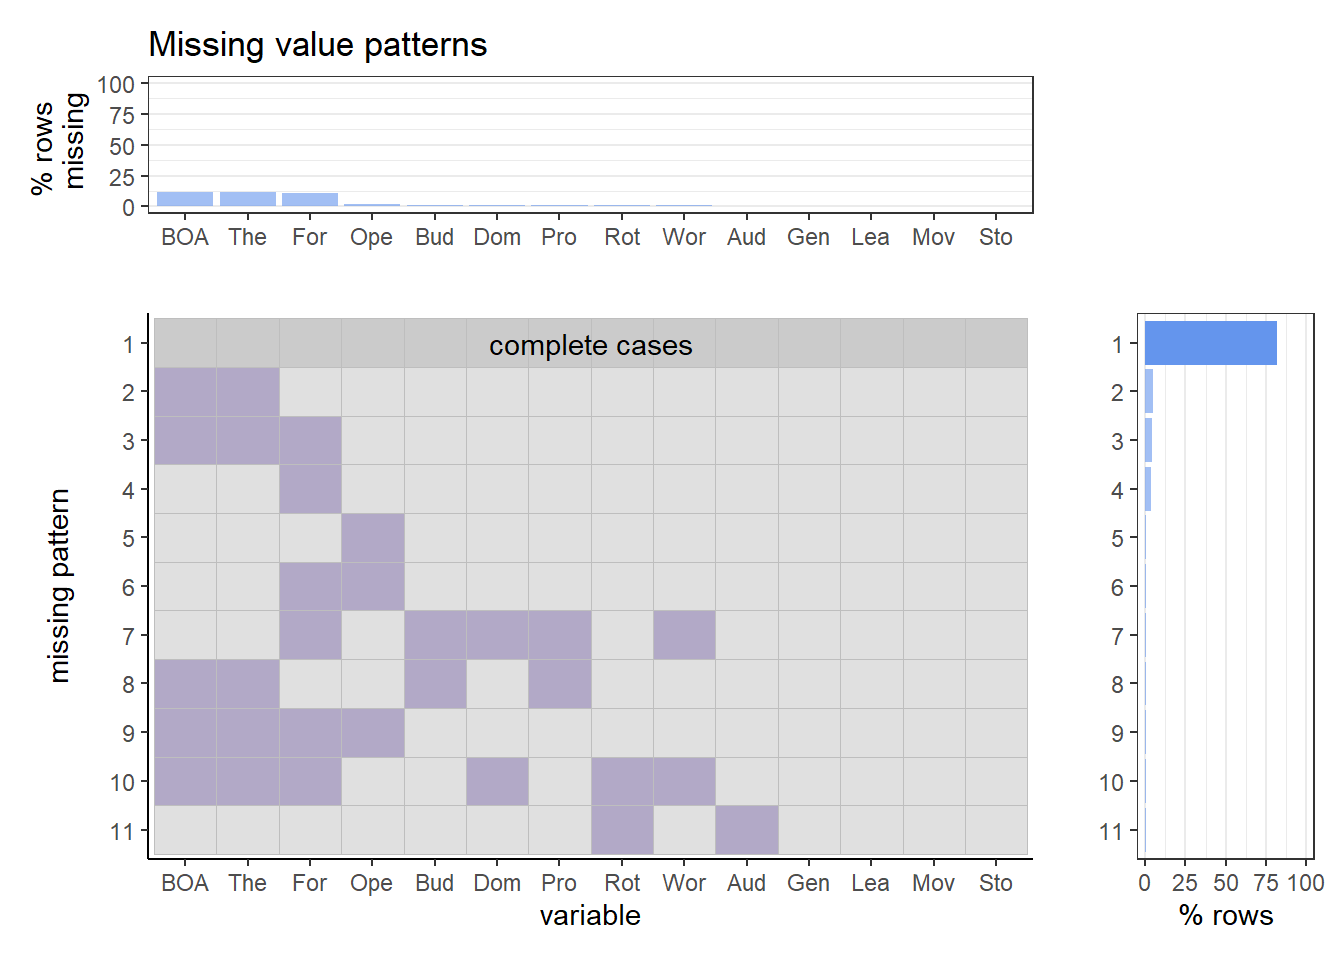 Missing value patterns
% rows
missing
100
75
50
25
0
BOA The For Ope Bud Dom Pro Rot Wor Aud Gen Lea Mov Sto
missing pattern
1
2
3
4
5
6
7
8
9
10
11
complete cases
BOA The For Ope Bud Dom Pro Rot Wor Aud Gen Lea Mov Sto
variable
1
2
3
4
5
6
7
8
9
10
11
0 25 50 75 100
% rows